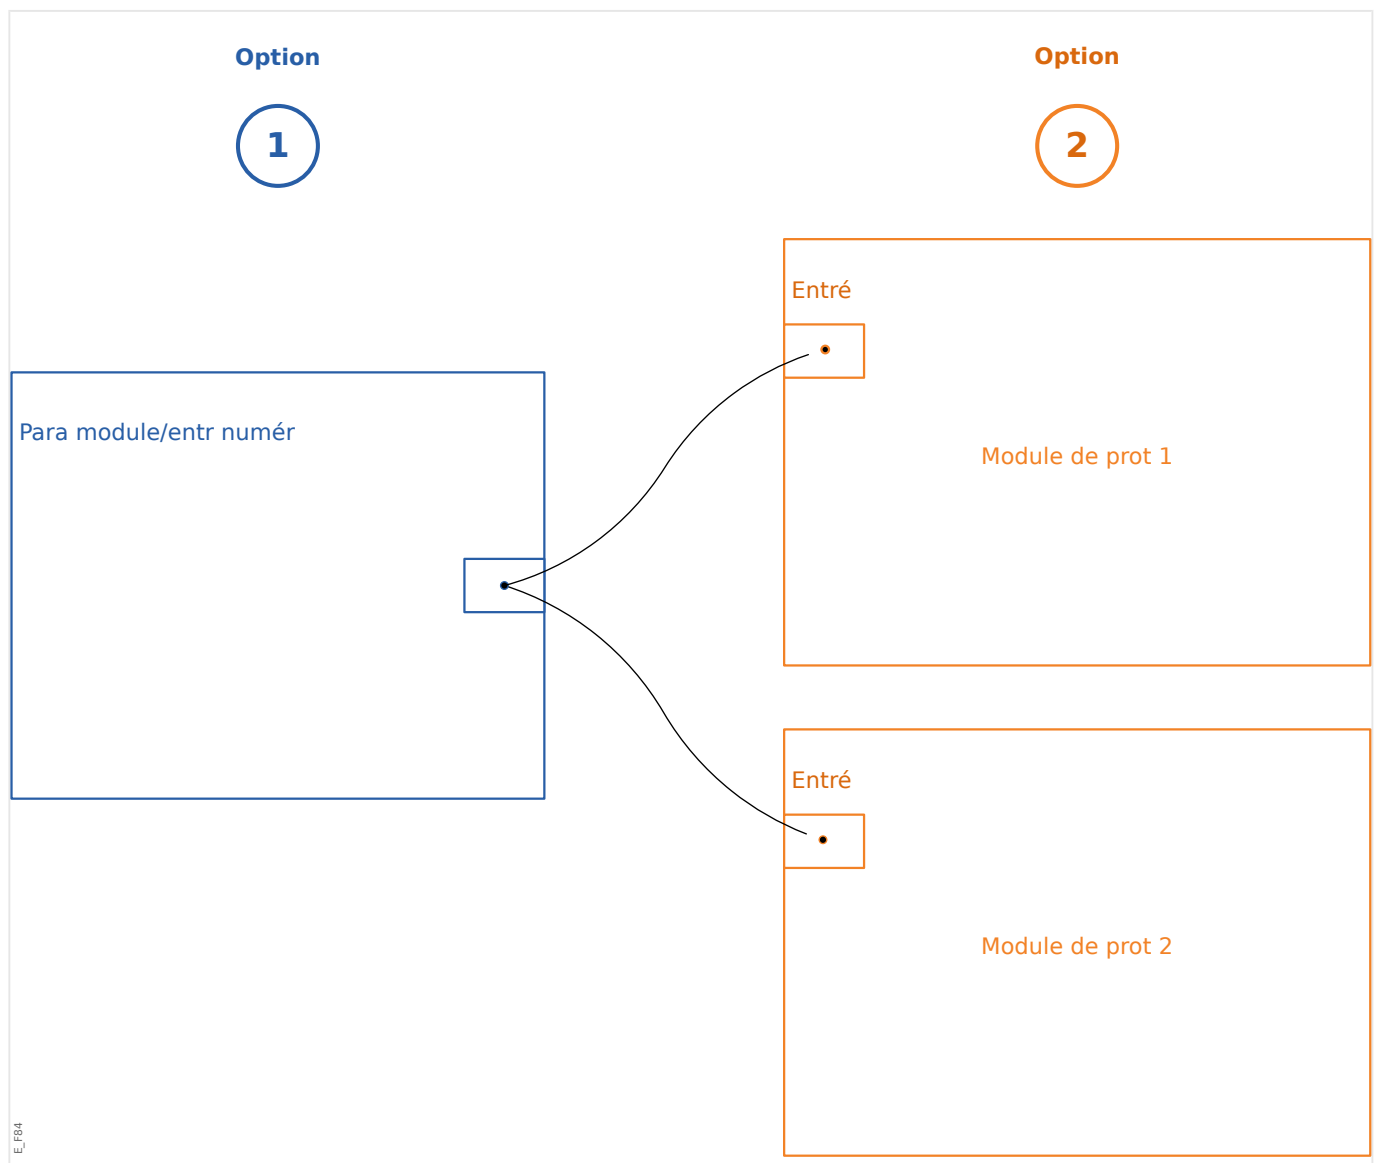 Option
Option
1
2
Entré
Para module/entr numér
Module de prot 1
Entré
Module de prot 2
E_F84